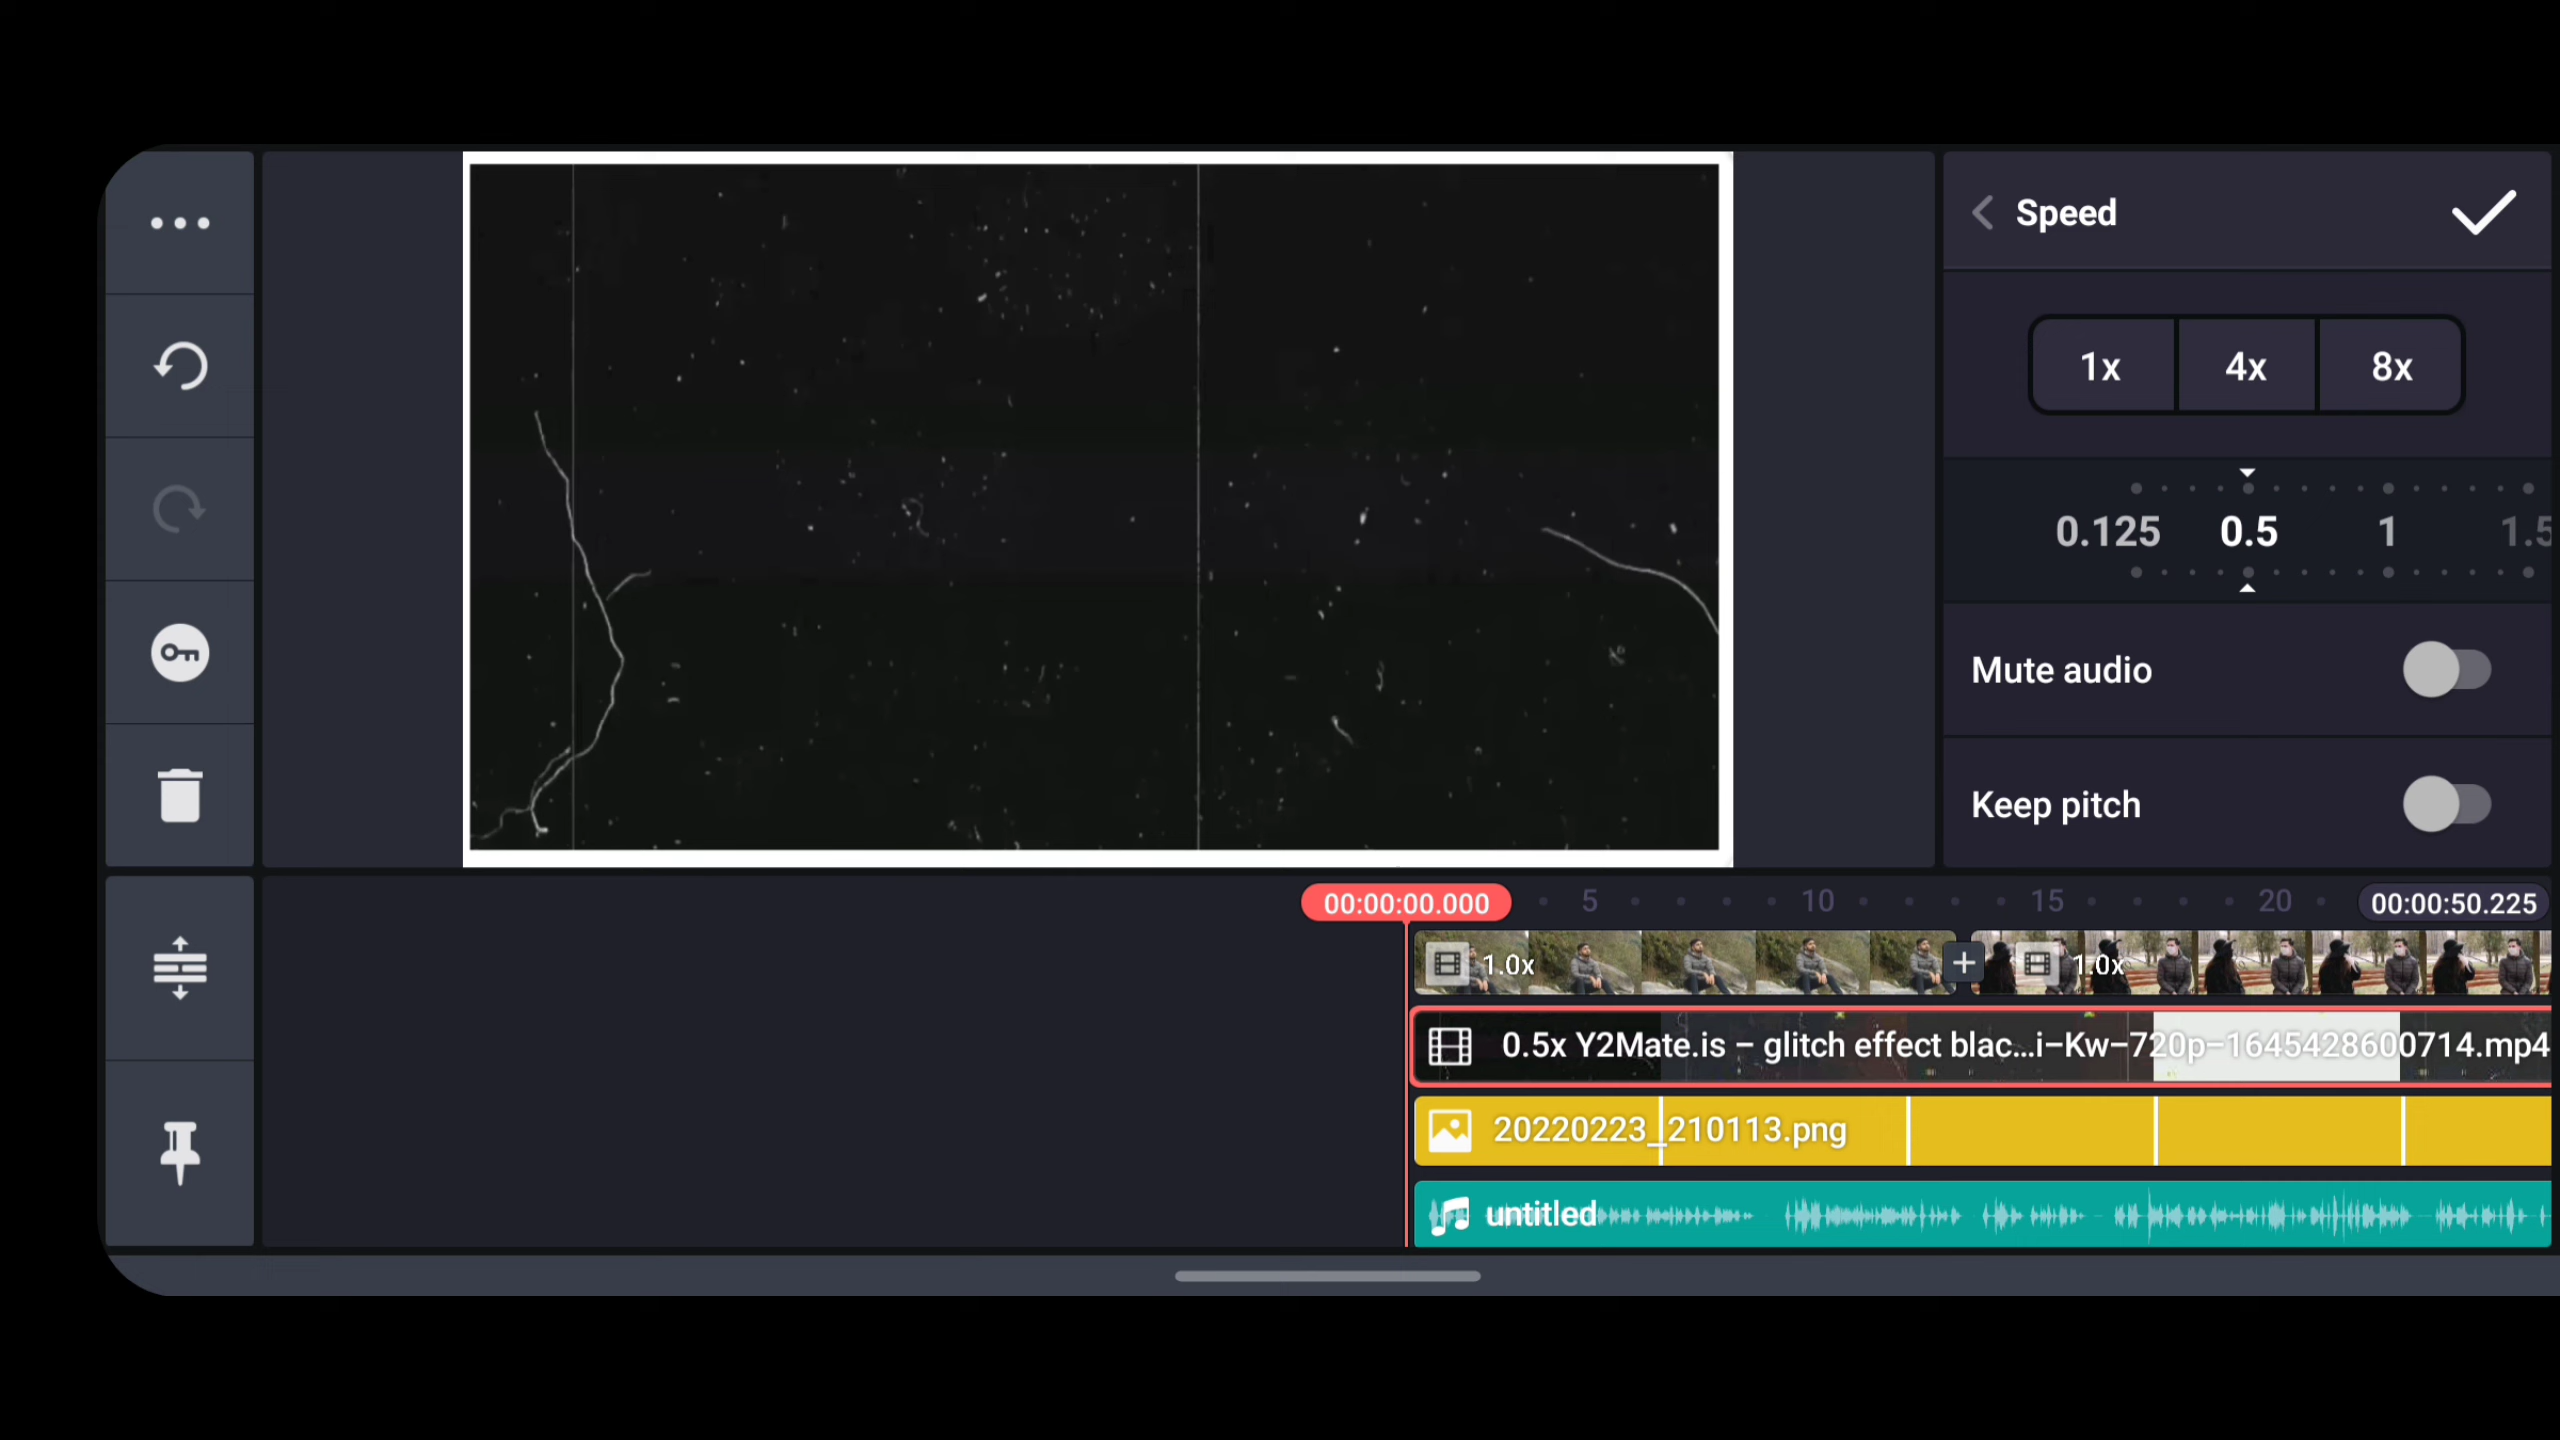 Speed
1x 4x 8x
0.125 0.5 1 1.5
Mute audio
Keep pitch
00:00:00.000 5 10 15 20 00:00:50.225
1.0x 1.0x
0.5x Y2Mate.is – glitch effect blac...i–Kw–720p–1645428600714.mp4
20220223_210113.png
untitled